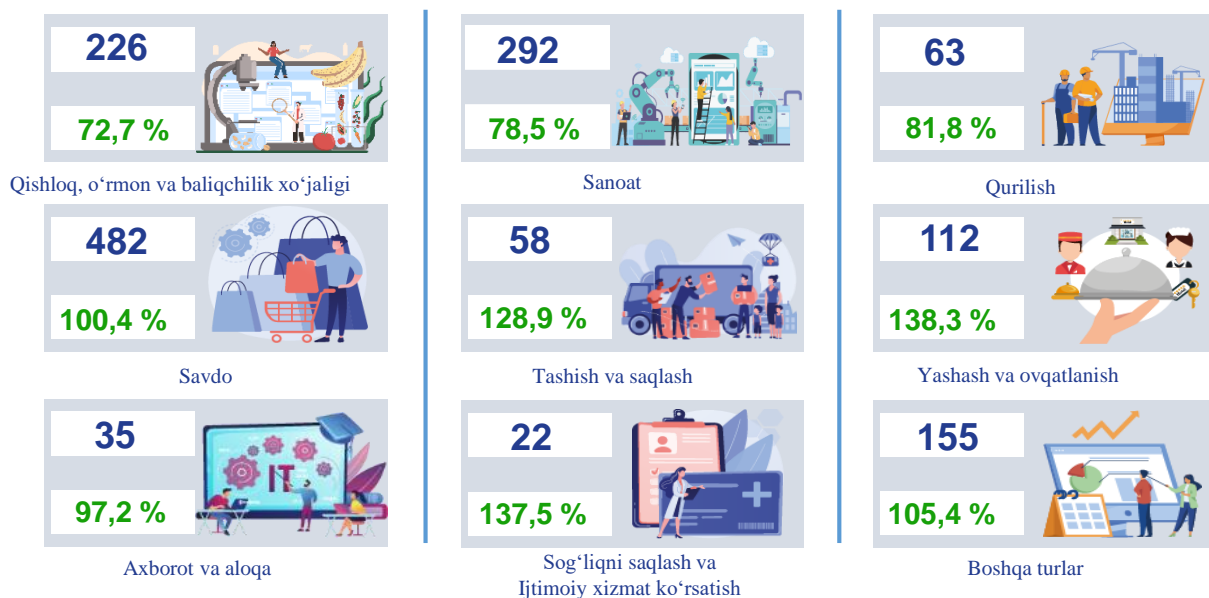 226
72,7 %
Qishloq, o‘rmon va baliqchilik xo‘jaligi
292
78,5 %
Sanoat
63
81,8 %
Qurilish
482
100,4 %
Savdo
58
128,9 %
Tashish va saqlash
112
138,3 %
Yashash va ovqatlanish
35
97,2 %
IT
Axborot va aloqa
22
137,5 %
Sog‘liqni saqlash va
Ijtimoiy xizmat ko‘rsatish
155
105,4 %
Boshqa turlar